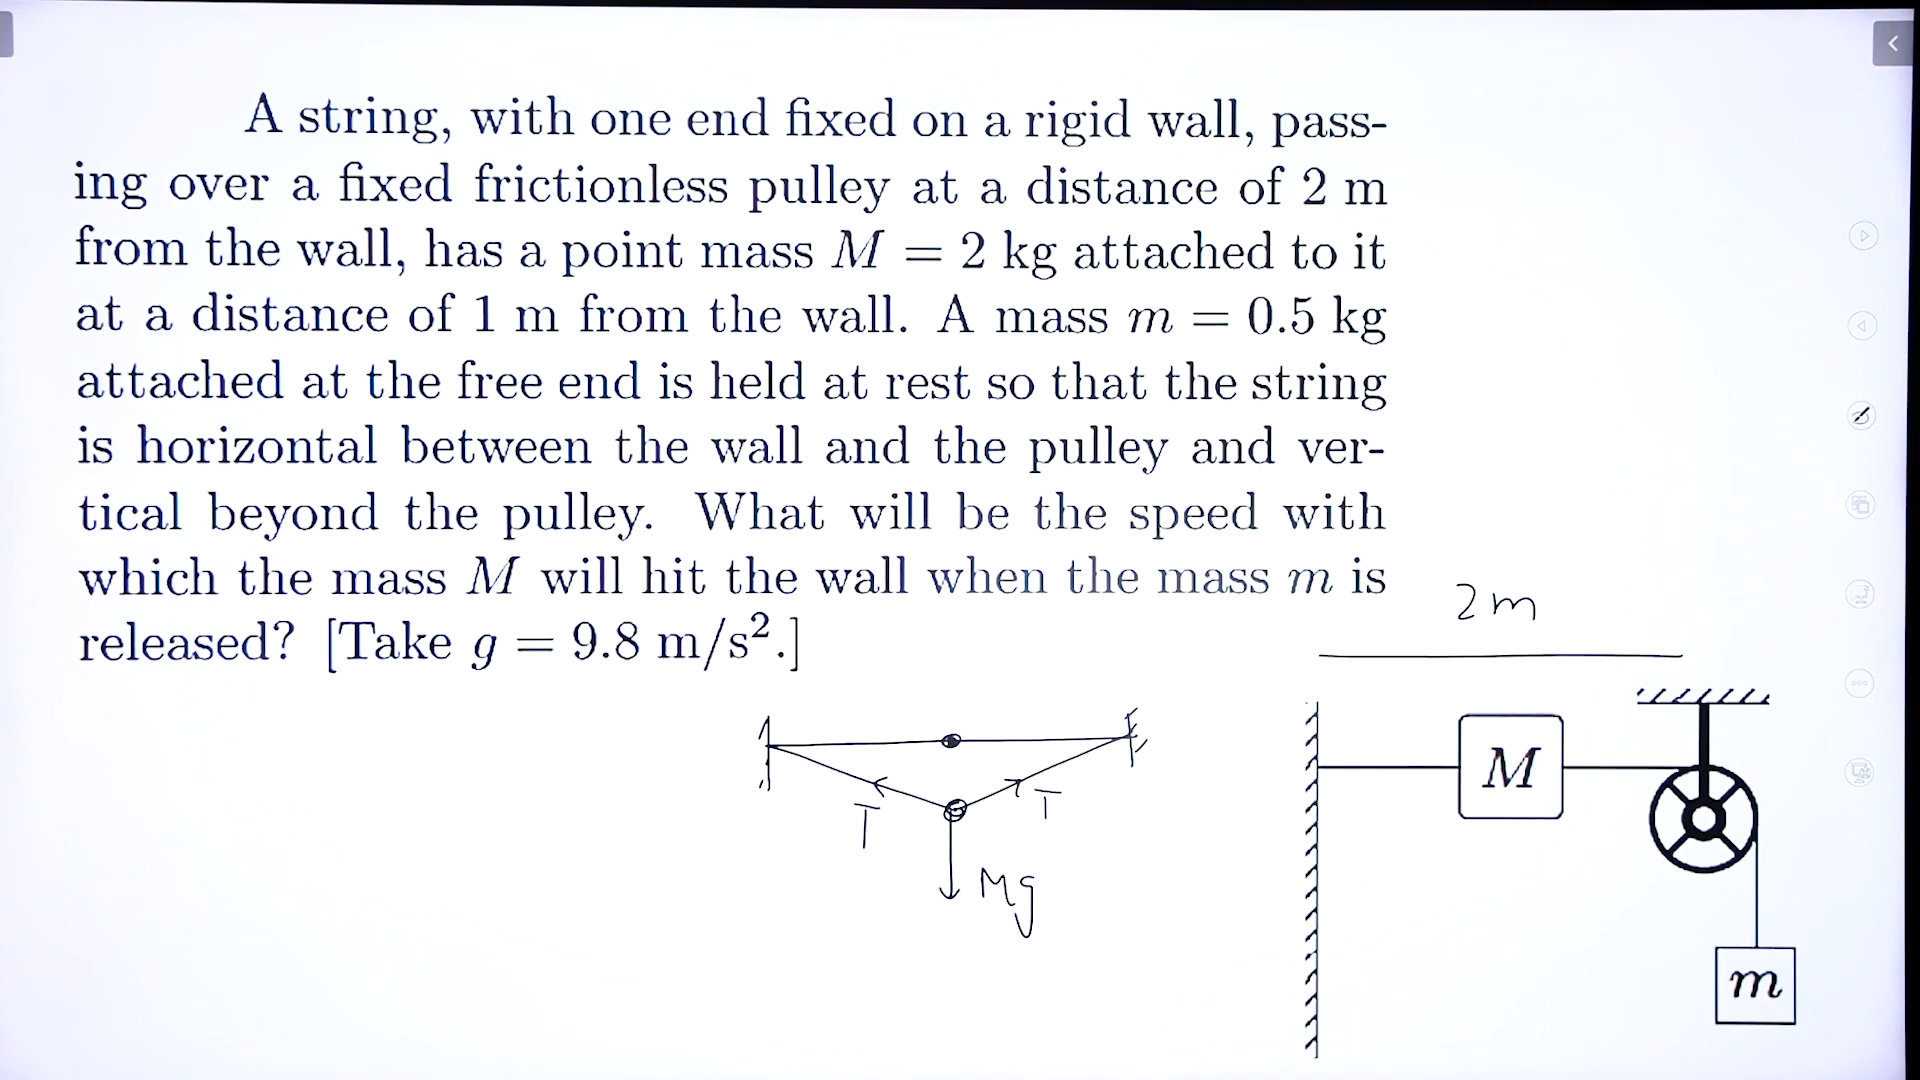 A string, with one end fixed on a rigid wall, pass-
ing over a fixed frictionless pulley at a distance of 2 m
from the wall, has a point mass M = 2 kg attached to it
at a distance of 1 m from the wall. A mass m = 0.5 kg
attached at the free end is held at rest so that the string
is horizontal between the wall and the pulley and ver-
tical beyond the pulley. What will be the speed with
which the mass M will hit the wall when the mass m is
released? [Take g = 9.8 m/s².]
2m
M
T
T
Mg
m